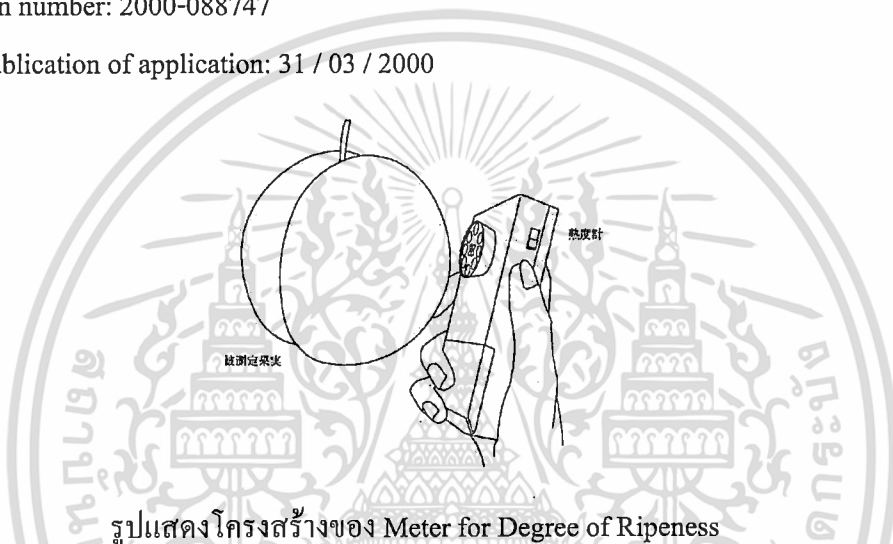 n number: 2000-088747
blication of application: 31 / 03 / 2000
熟度計
被測定果実
รูปแสดงโครงสร้างของ Meter for Degree of Ripeness